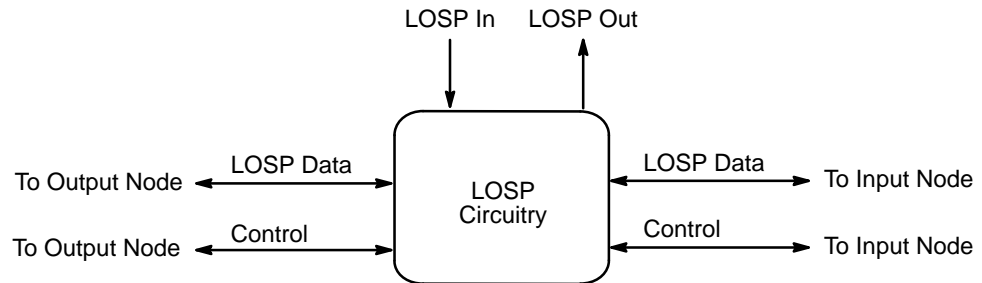 LOSP In
LOSP Out
LOSP Data
LOSP Data
To Output Node
To Input Node
LOSP
Circuitry
Control
Control
To Output Node
To Input Node